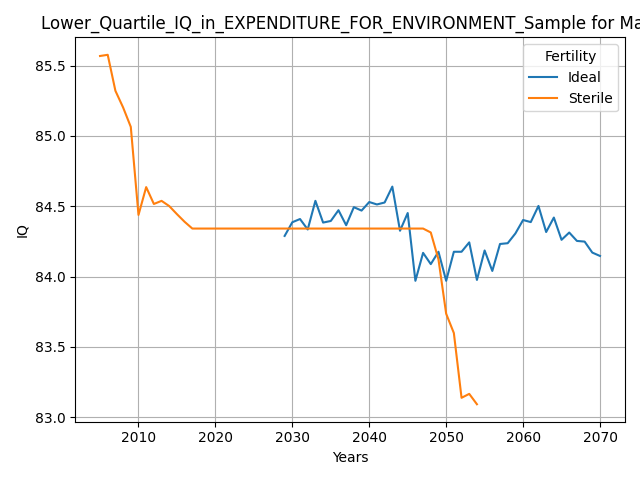 Lower_Quartile_IQ_in_EXPENDITURE_FOR_ENVIRONMENT_Sample for Ma
Fertility
Ideal
Sterile
IQ
85.5
85.0
84.5
84.0
83.5
83.0
2010 2020 2030 2040 2050 2060 2070
Years